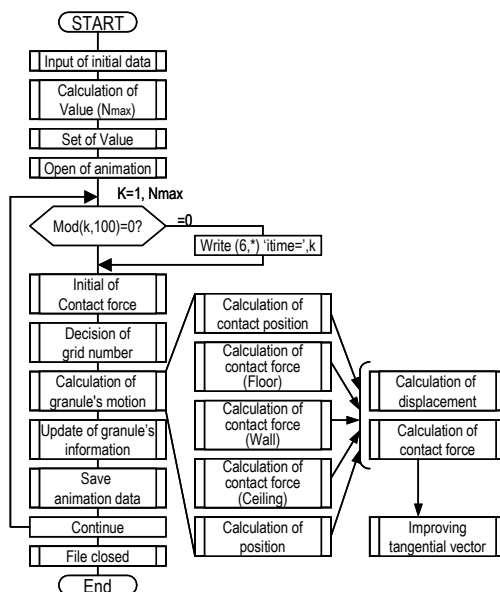 START
Input of initial data
Calculation of
Value (Nmax)
Set of Value
Open of animation
K=1, Nmax
Mod(k,100)=0?
=0
Write (6,*) ‘itime=’,k
Initial of
Contact force
Decision of
grid number
Calculation of
granule's motion
Update of granule’s
information
Save
animation data
Continue
File closed
End
Calculation of
contact position
Calculation of
contact force
(Floor)
Calculation of
contact force
(Wall)
Calculation of
contact force
(Ceiling)
Calculation of
position
Calculation of
displacement
Calculation of
contact force
Improving
tangential vector